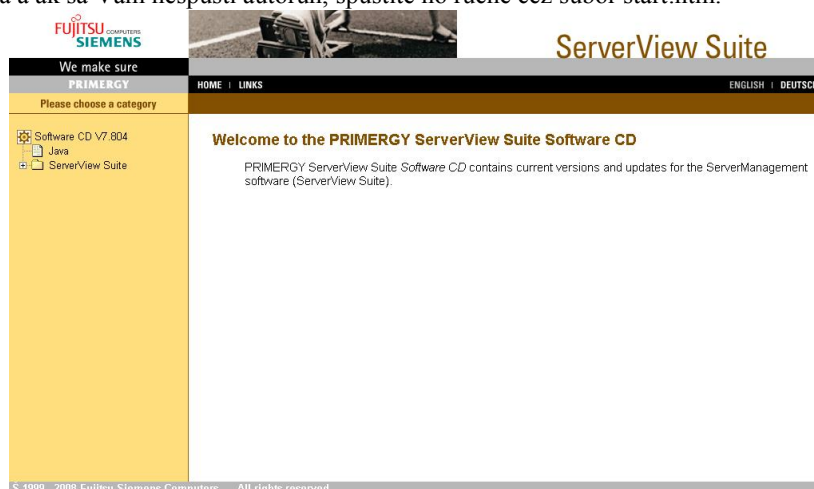 a ak sa Vám nespustí autorun, spustite ho ručne cez súbor start.htm.
FUJITSU COMPUTERS
SIEMENS
ServerView Suite
We make sure
PRIMERGY
HOME | LINKS
ENGLISH | DEUTSCH
Please choose a category
Software CD V7.804
Java
ServerView Suite
Welcome to the PRIMERGY ServerView Suite Software CD
PRIMERGY ServerView Suite Software CD contains current versions and updates for the ServerManagement
software (ServerView Suite).
1999 - 2008 Fujitsu Siemens Computers All rights reserved